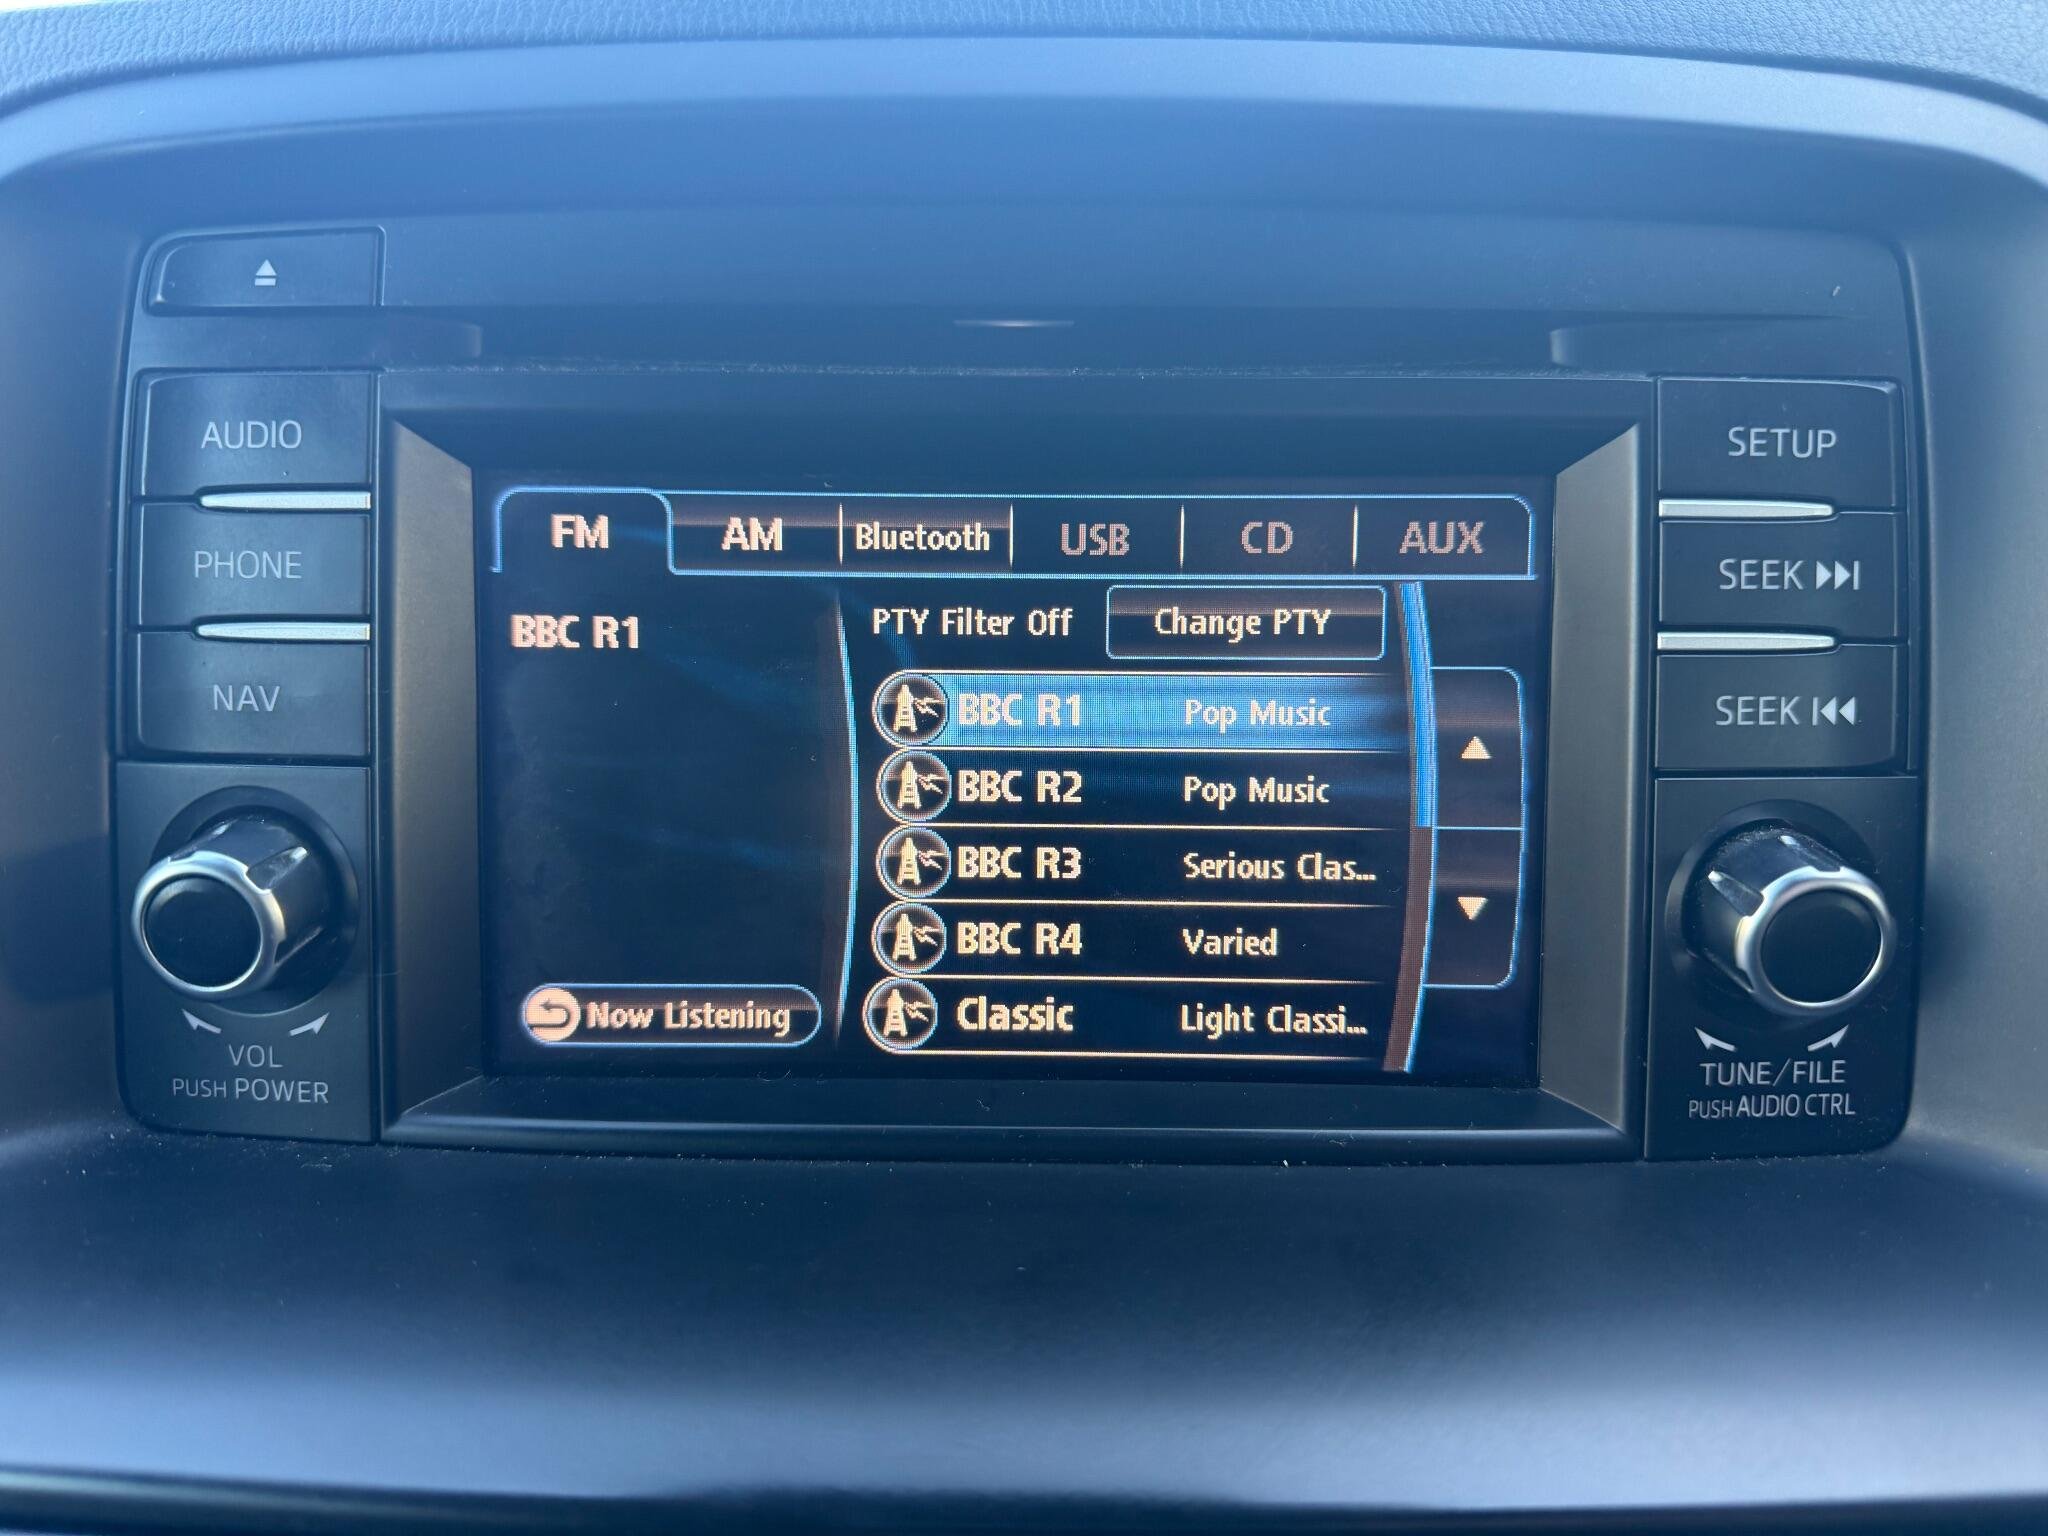 AUDIO
PHONE
NAV
VOL
PUSH POWER
FM AM Bluetooth USB CD AUX
BBC R1
PTY Filter Off Change PTY
BBC R1 Pop Music
BBC R2 Pop Music
BBC R3 Serious Clas...
BBC R4 Varied
Classic Light Classi...
Now Listening
SETUP
SEEK
SEEK
TUNE/FILE
PUSH AUDIO CTRL